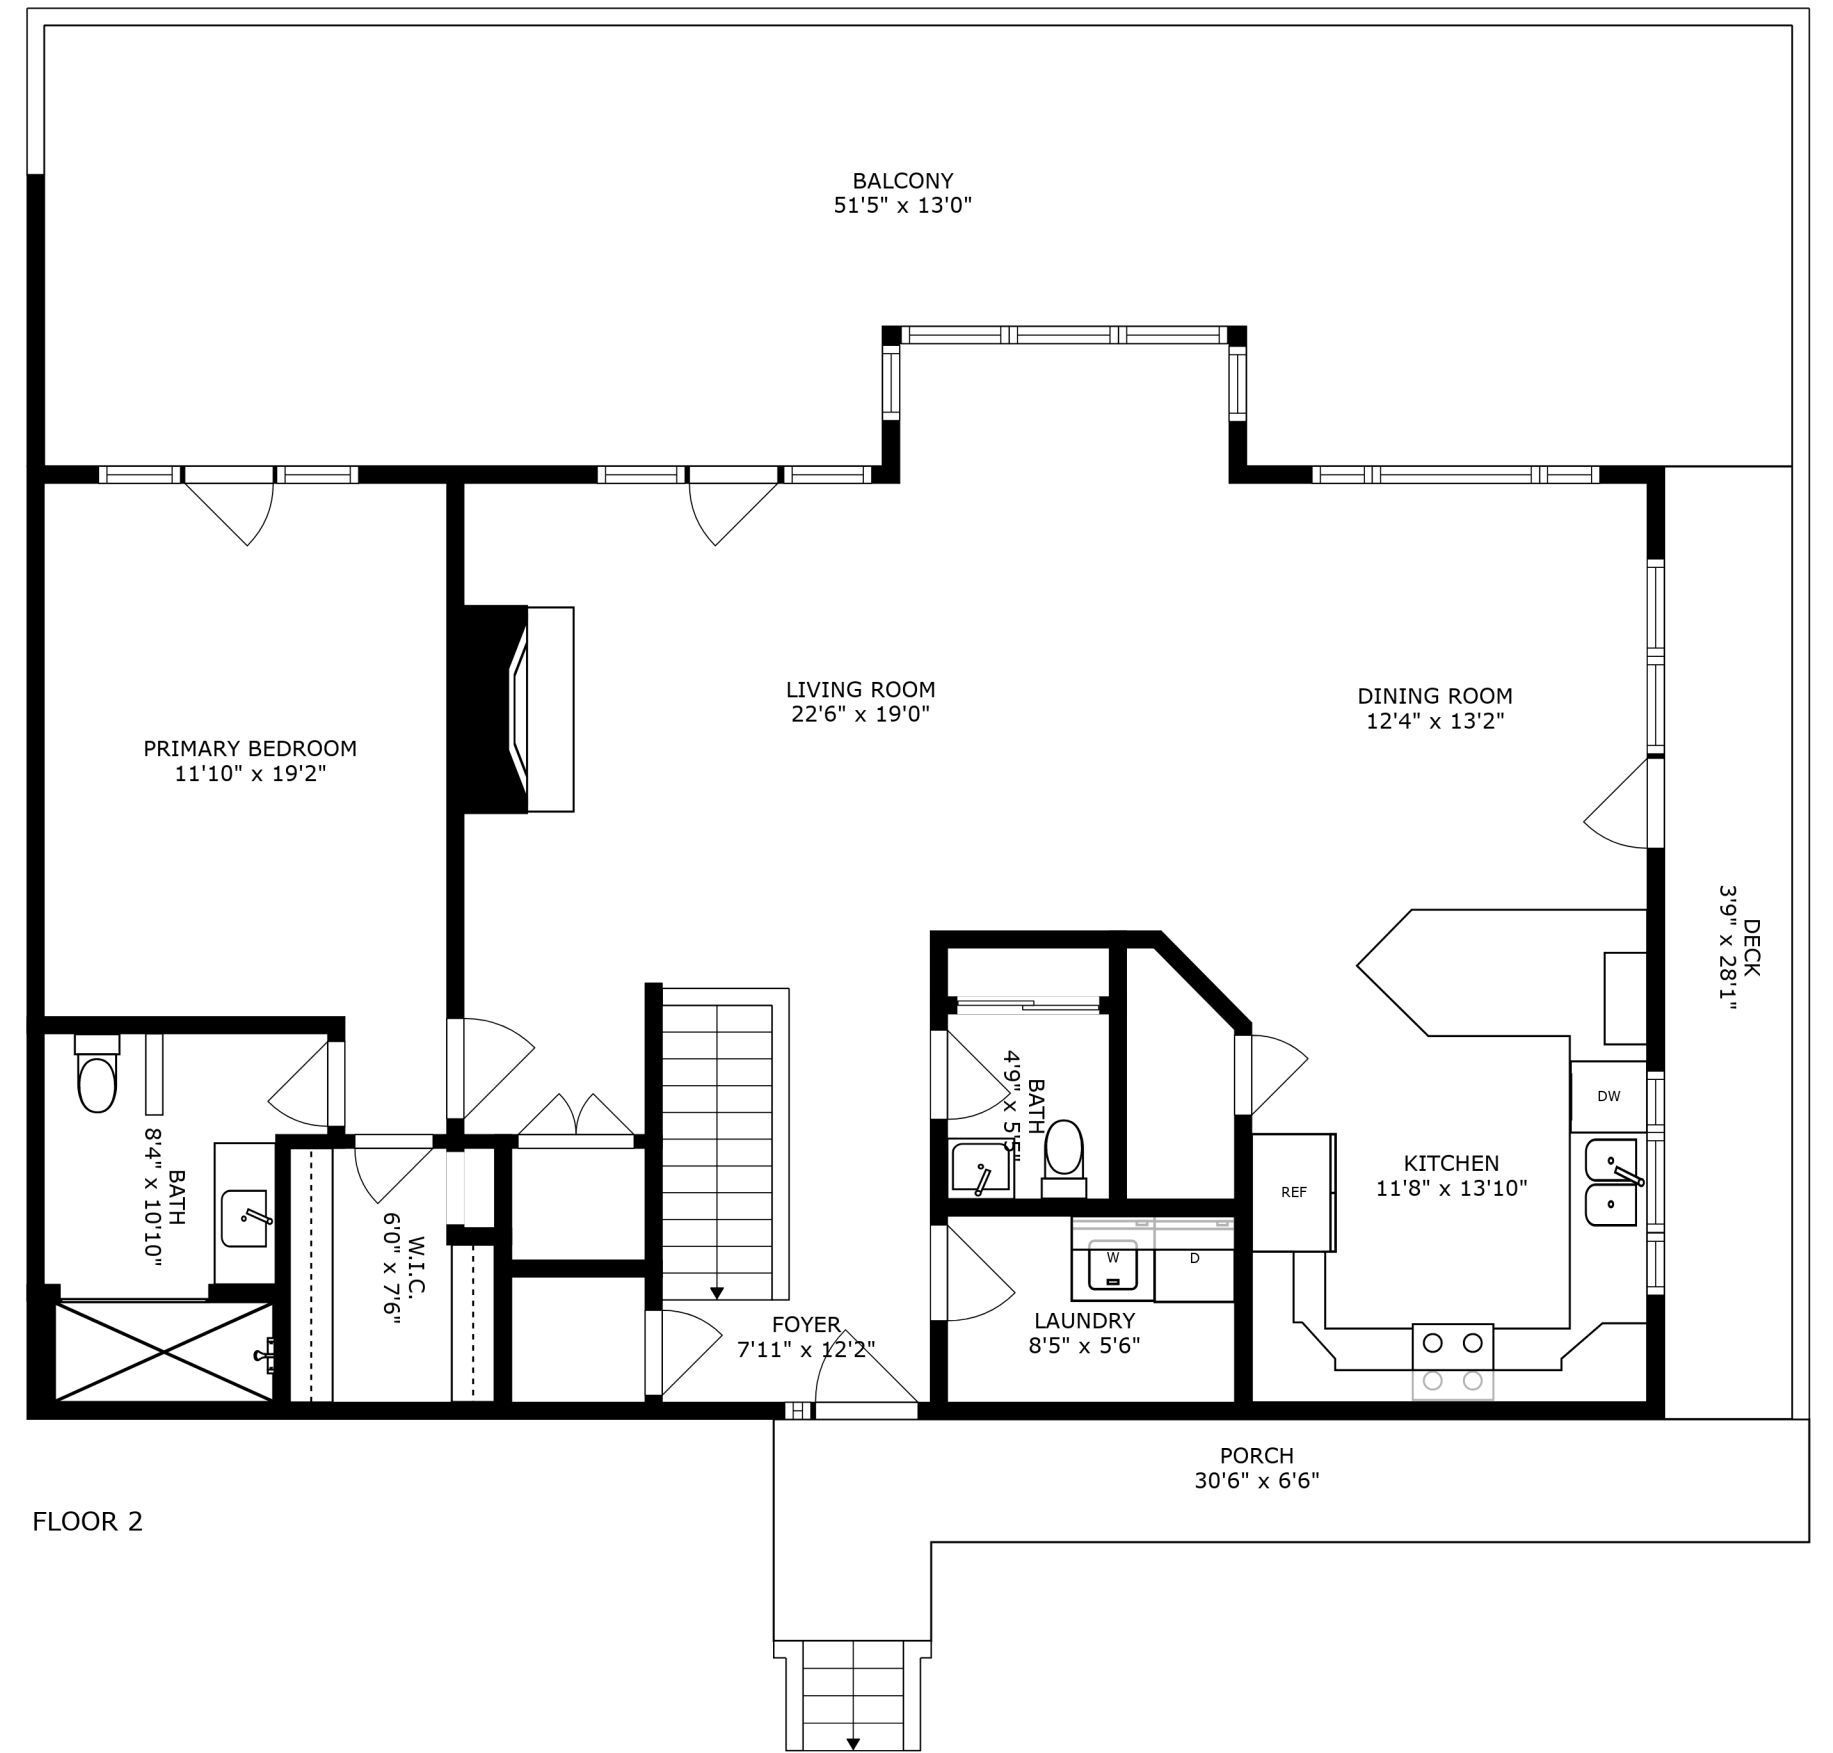 BALCONY
51'5" x 13'0"
LIVING ROOM
22'6" x 19'0"
DINING ROOM
12'4" x 13'2"
PRIMARY BEDROOM
11'10" x 19'2"
DECK
3'9" x 28'1"
BATH
4'9" x 5'5"
DW
BATH
8'4" x 10'10"
KITCHEN
11'8" x 13'10"
REF
W.I.C.
6'0" x 7'6"
W
D
FOYER
7'11" x 12'2"
LAUNDRY
8'5" x 5'6"
PORCH
30'6" x 6'6"
FLOOR 2